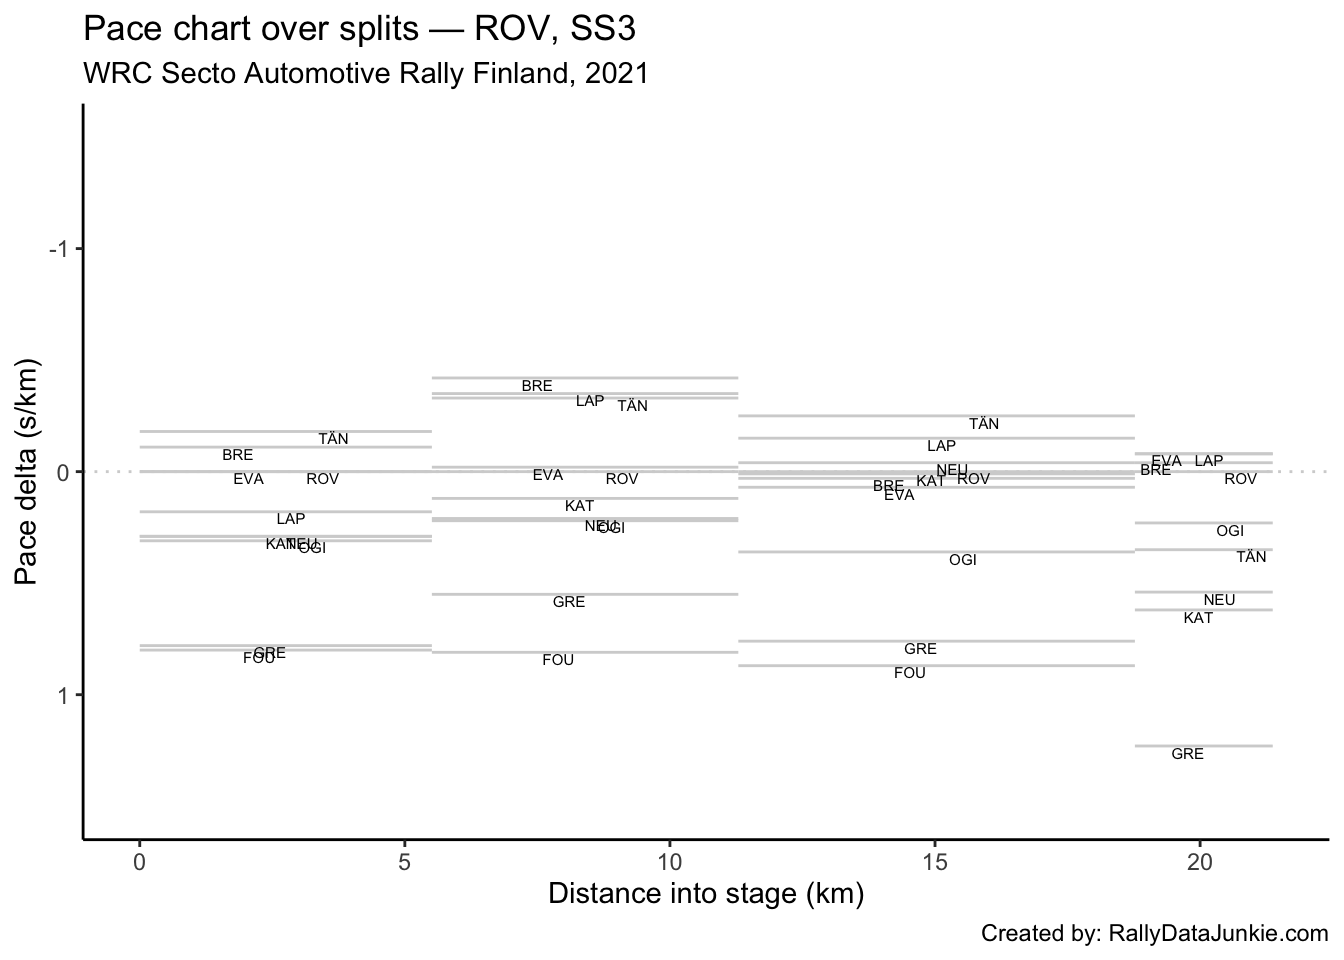 Pace chart over splits — ROV, SS3
WRC Secto Automotive Rally Finland, 2021
Pace delta (s/km)
-1
0
1
TÄN
BRE
EVA ROV
LAP
KAT NEU OGI
GRE
FOU
BRE
LAP
TÄN
EVA ROV
KAT
NEU OGI
GRE
FOU
TÄN
LAP
NEU
KAT ROV
BRE
EVA
OGI
GRE
FOU
EVA LAP
BRE
ROV
OGI
TÄN
NEU
KAT
GRE
0 5 10 15 20
Distance into stage (km)
Created by: RallyDataJunkie.com